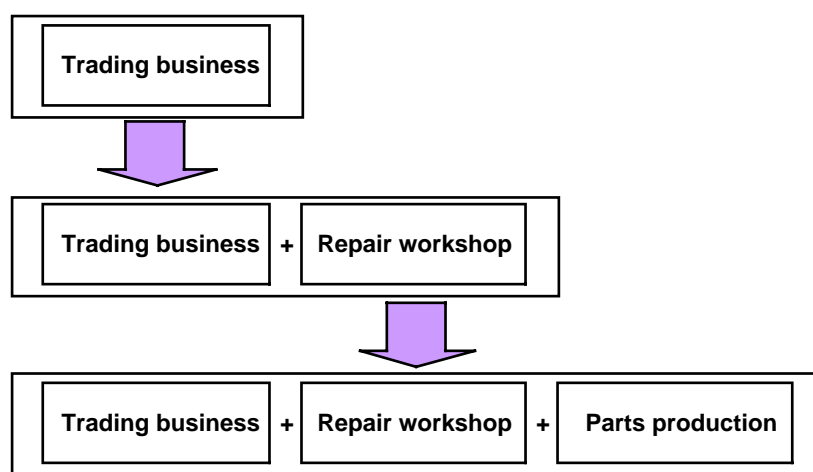 Trading business
Trading business + Repair workshop
Trading business + Repair workshop + Parts production